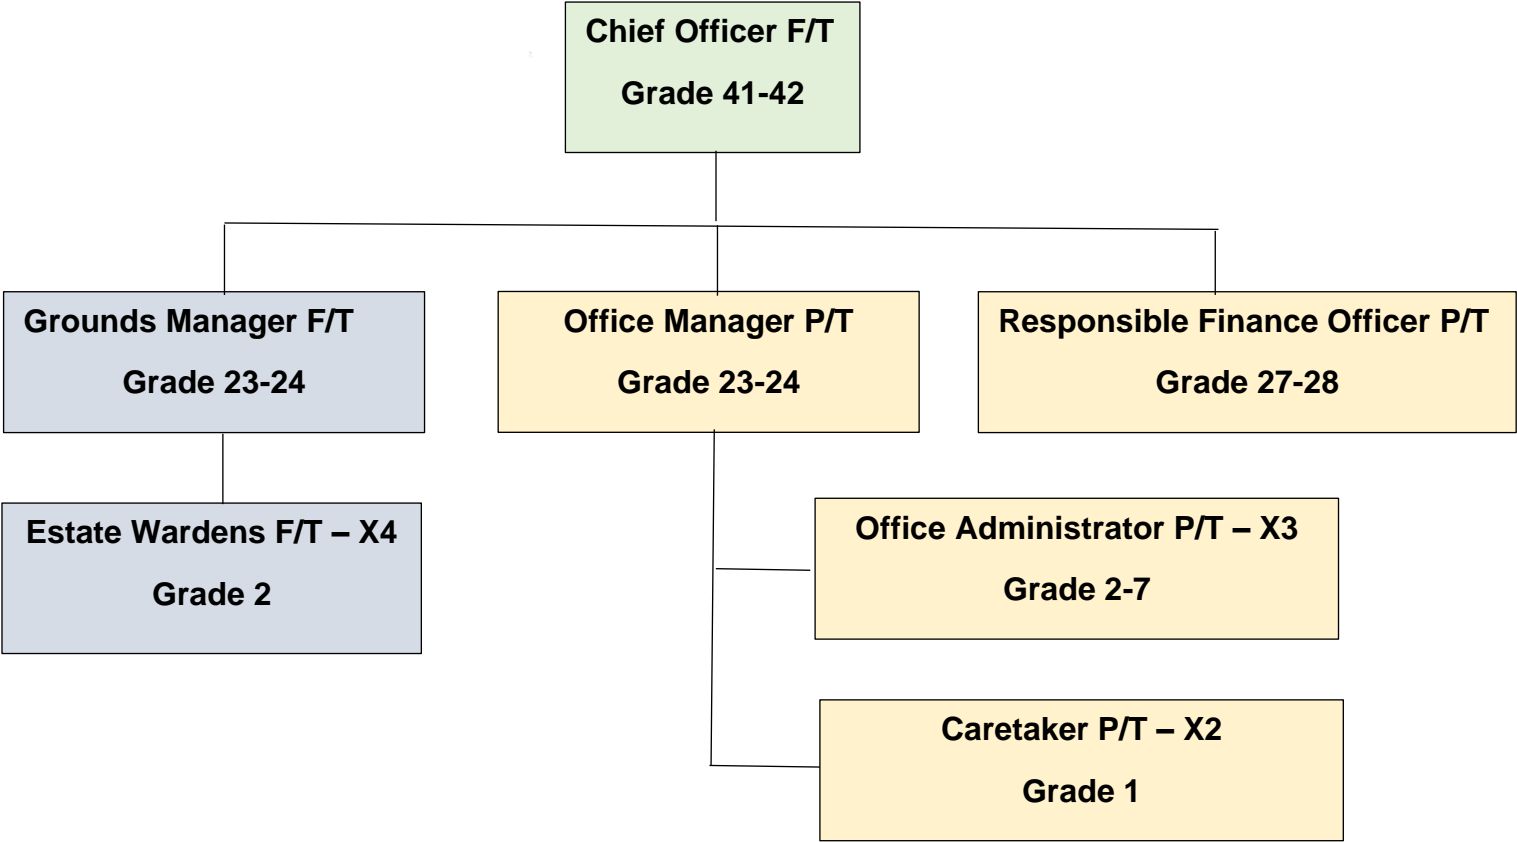 Chief Officer F/T
Grade 41-42
Grounds Manager F/T
Grade 23-24
Office Manager P/T
Grade 23-24
Responsible Finance Officer P/T
Grade 27-28
Estate Wardens F/T – X4
Grade 2
Office Administrator P/T – X3
Grade 2-7
Caretaker P/T – X2
Grade 1